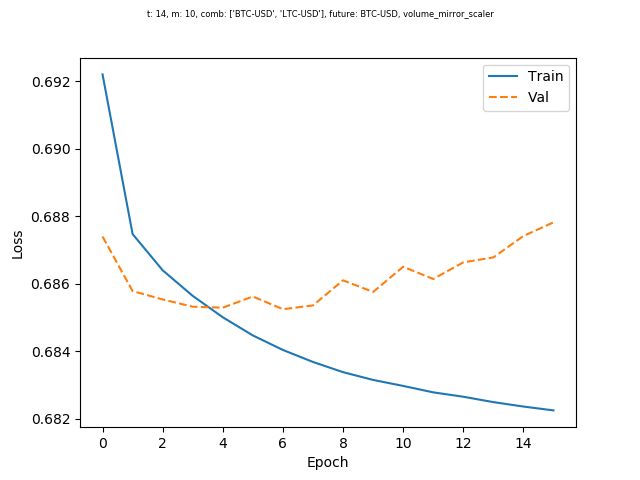 t: 14, m: 10, comb: ['BTC-USD', 'LTC-USD'], future: BTC-USD, volume_mirror_scaler
Train
Val
0.692
0.690
0.688
0.686
0.684
0.682
Loss
0 2 4 6 8 10 12 14
Epoch